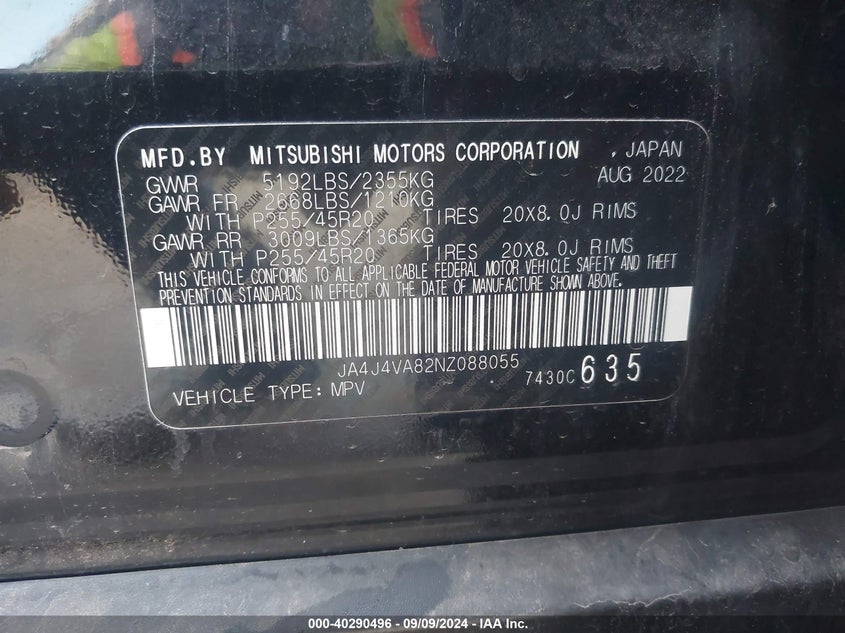 MFD.BY MITSUBISHI MOTORS CORPORATION , JAPAN
GVWR 5192LBS/2355KG AUG 2022
GAWR FR 2668LBS/1210KG
WITH P255/45R20 TIRES 20X8.0J RIMS
GAWR RR 3009LBS/1365KG
WITH P255/45R20 TIRES 20X8.0J RIMS
THIS VEHICLE CONFORMS TO ALL APPLICABLE FEDERAL MOTOR VEHICLE SAFETY AND THEFT
PREVENTION STANDARDS IN EFFECT ON THE DATE OF MANUFACTURE SHOWN ABOVE.
JA4J4VA82NZ088055
VEHICLE TYPE: MPV 7430C 635
000-40290496 - 09/09/2024 - IAA Inc.